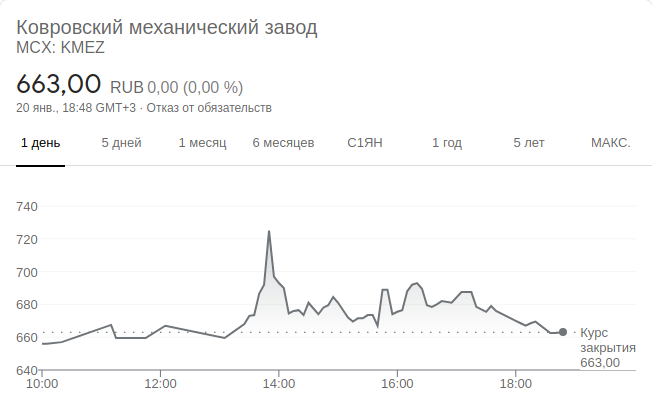 Ковровский механический завод
MCX: KMEZ
663,00 RUB 0,00 (0,00 %)
20 янв., 18:48 GMT+3 · Отказ от обязательств
1 день 5 дней 1 месяц 6 месяцев С1ЯН 1 год 5 лет МАКС.
740
720
700
680
660
640
Курс
закрытия
663,00
10:00 12:00 14:00 16:00 18:00